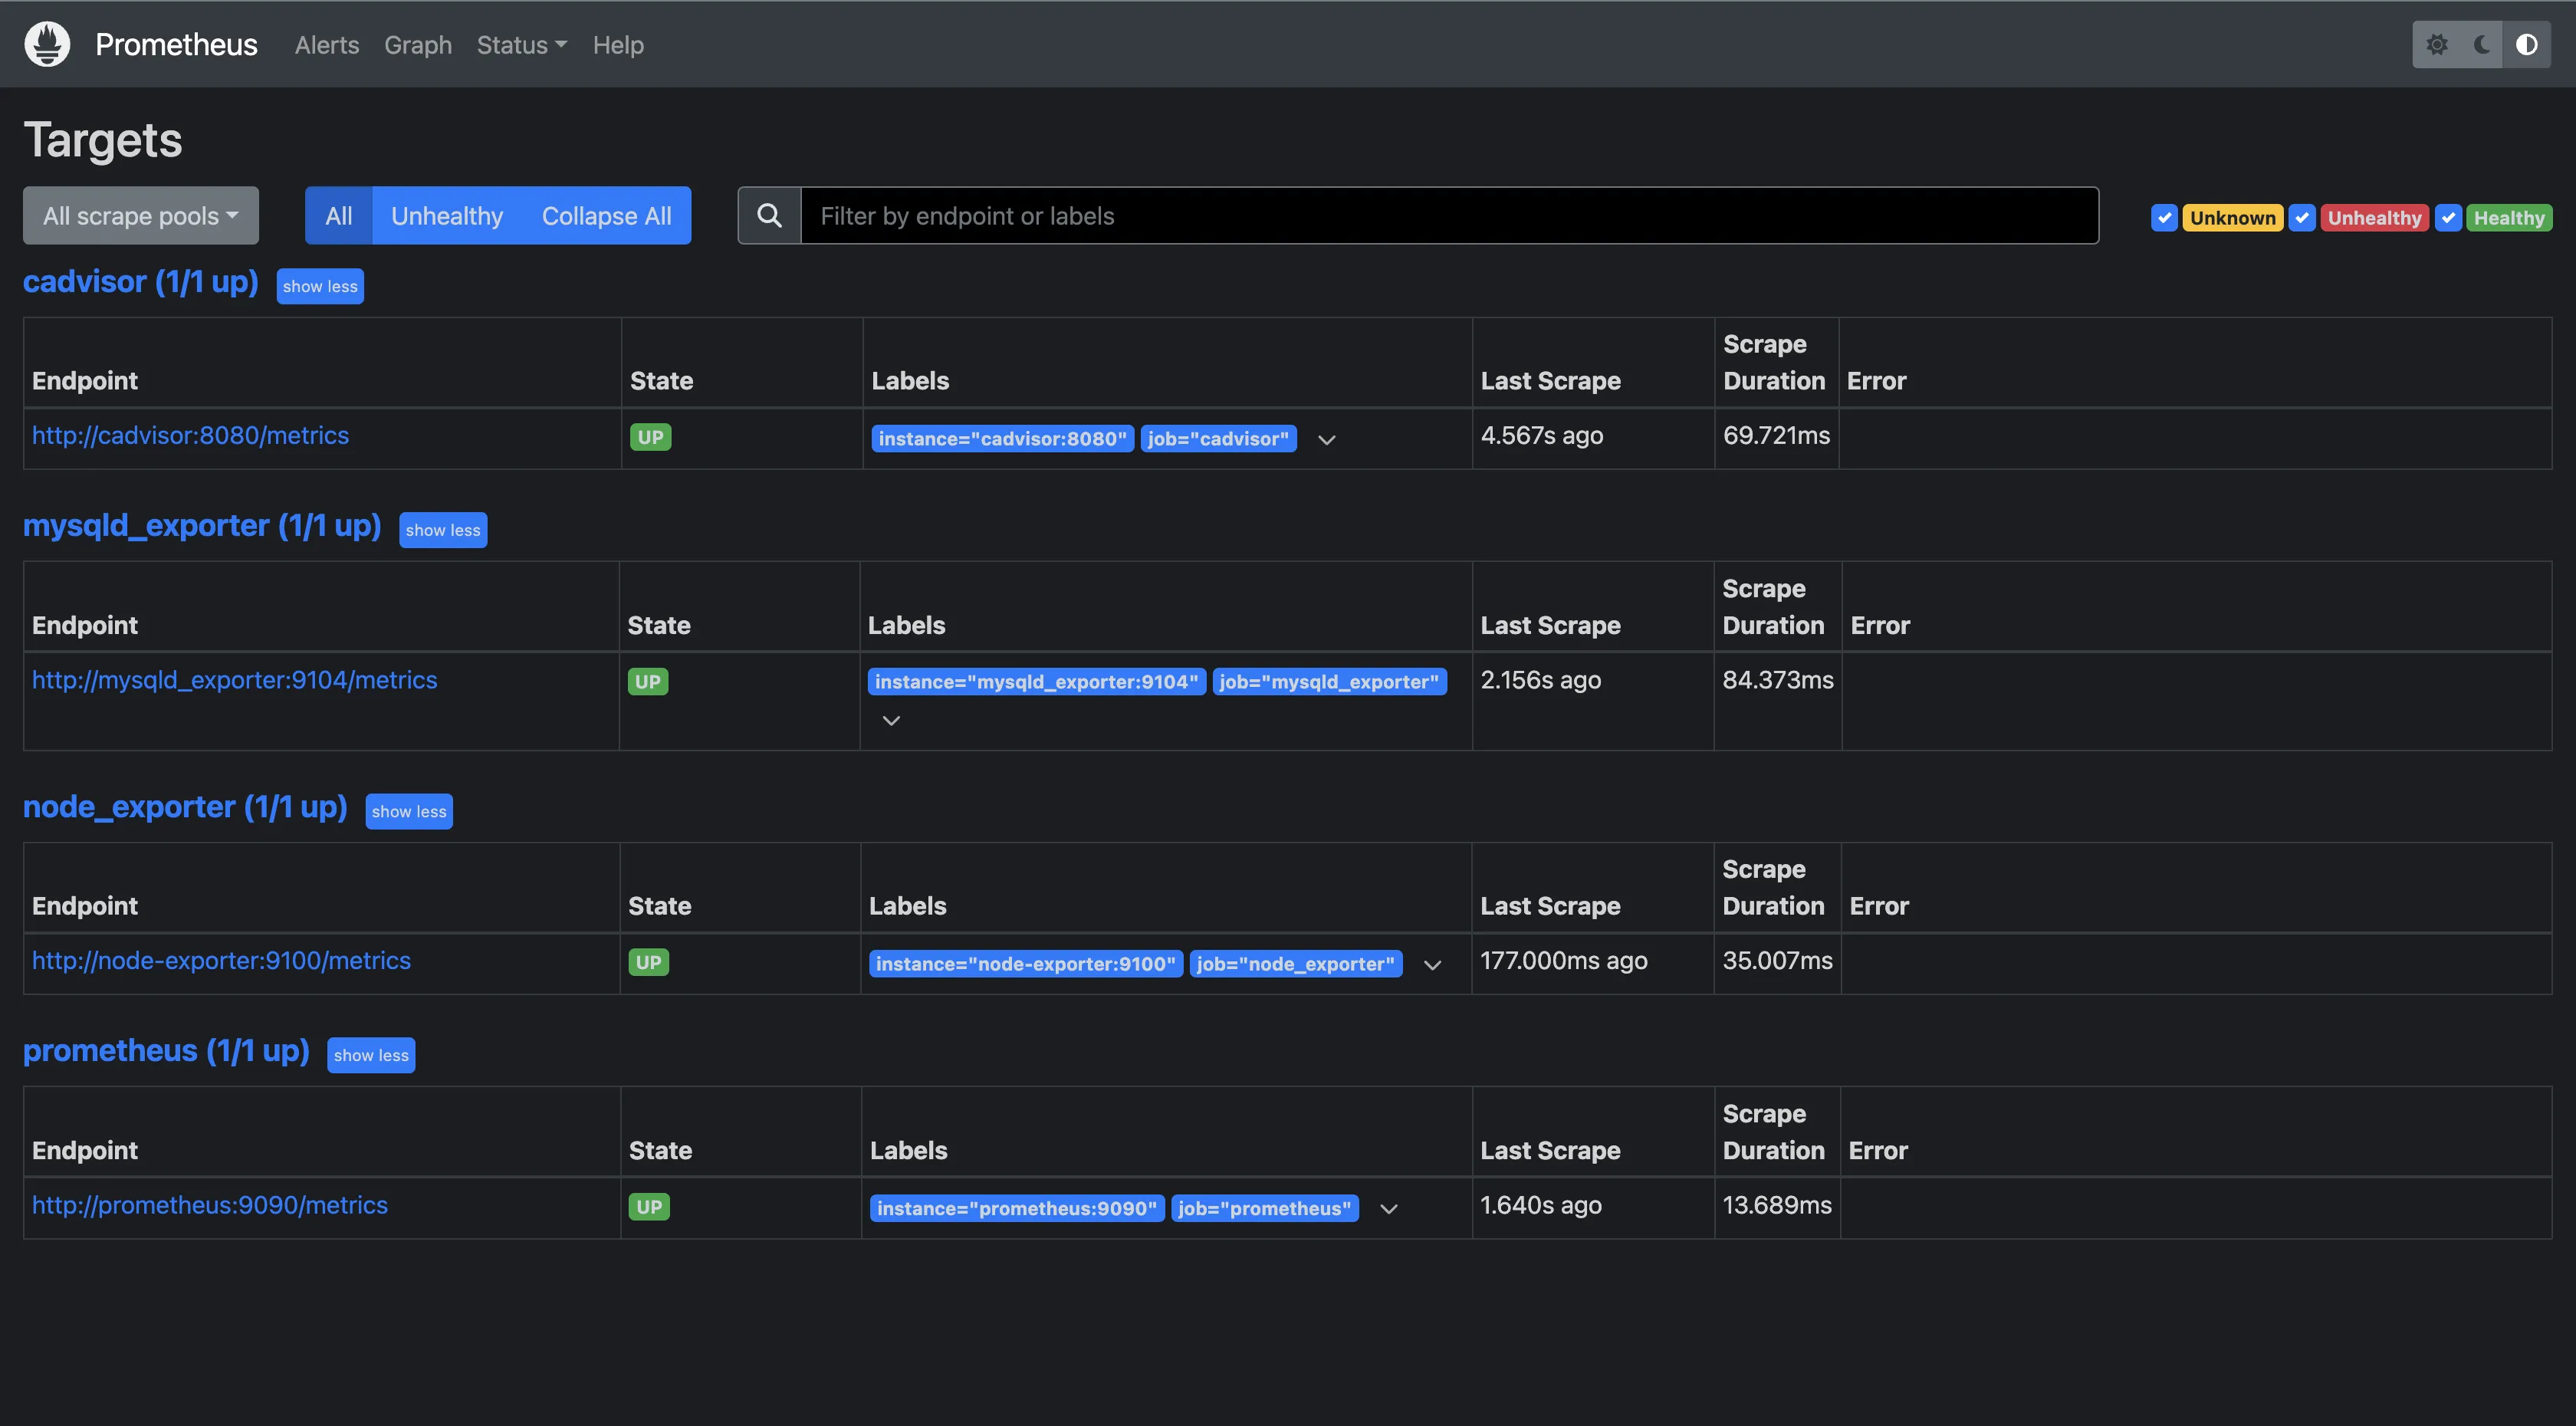 Prometheus Alerts Graph Status Help
Targets
All scrape pools All Unhealthy Collapse All Filter by endpoint or labels Unknown Unhealthy Healthy
cadvisor (1/1 up) show less
Endpoint State Labels Last Scrape Scrape Duration Error
http://cadvisor:8080/metrics UP instance="cadvisor:8080" job="cadvisor" 4.567s ago 69.721ms
mysqld_exporter (1/1 up) show less
Endpoint State Labels Last Scrape Scrape Duration Error
http://mysqld_exporter:9104/metrics UP instance="mysqld_exporter:9104" job="mysqld_exporter" 2.156s ago 84.373ms
node_exporter (1/1 up) show less
Endpoint State Labels Last Scrape Scrape Duration Error
http://node-exporter:9100/metrics UP instance="node-exporter:9100" job="node_exporter" 177.000ms ago 35.007ms
prometheus (1/1 up) show less
Endpoint State Labels Last Scrape Scrape Duration Error
http://prometheus:9090/metrics UP instance="prometheus:9090" job="prometheus" 1.640s ago 13.689ms